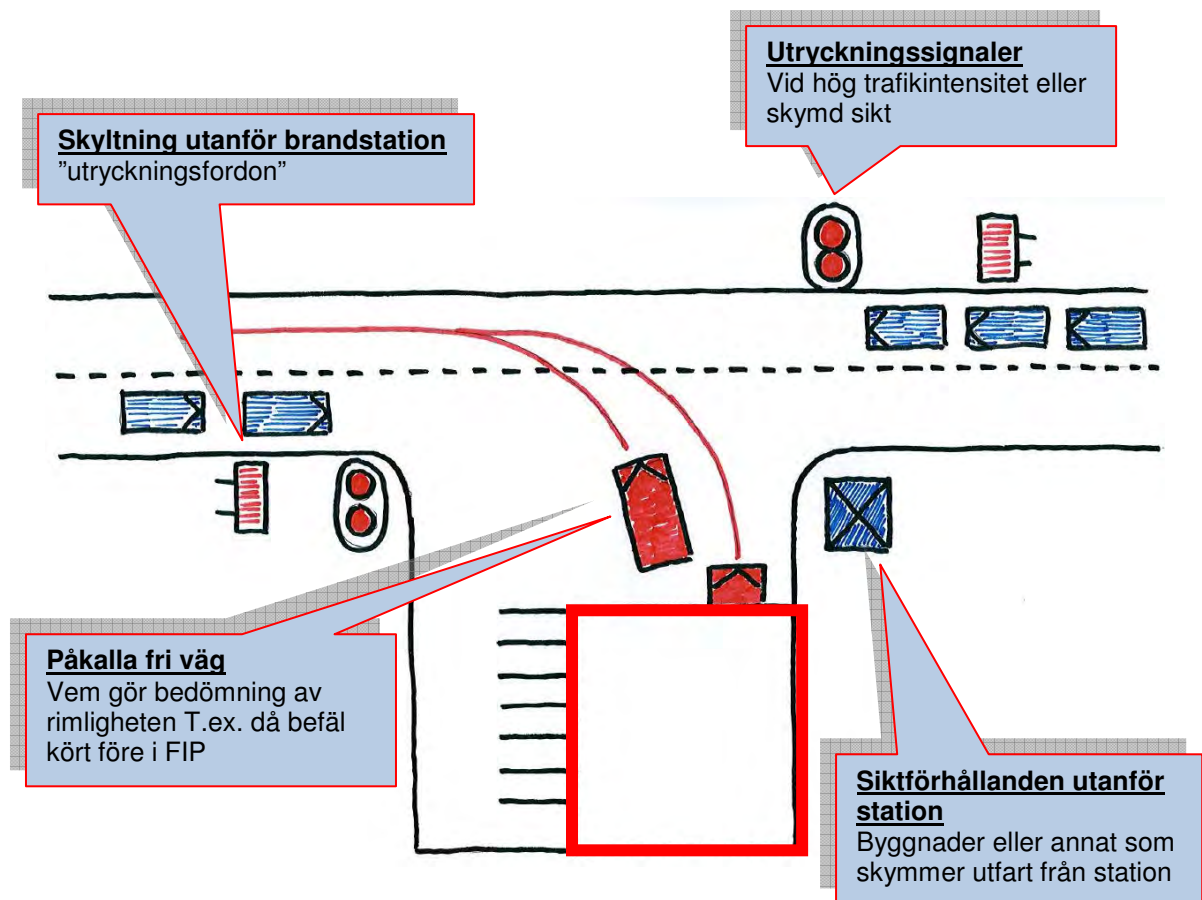 Utryckningssignaler
Vid hög trafikintensitet eller
skymd sikt
Skyltning utanför brandstation
”utryckningsfordon”
Påkalla fri väg
Vem gör bedömning av
rimligheten T.ex. då befäl
kört före i FIP
Siktförhållanden utanför
station
Byggnader eller annat som
skymmer utfart från station